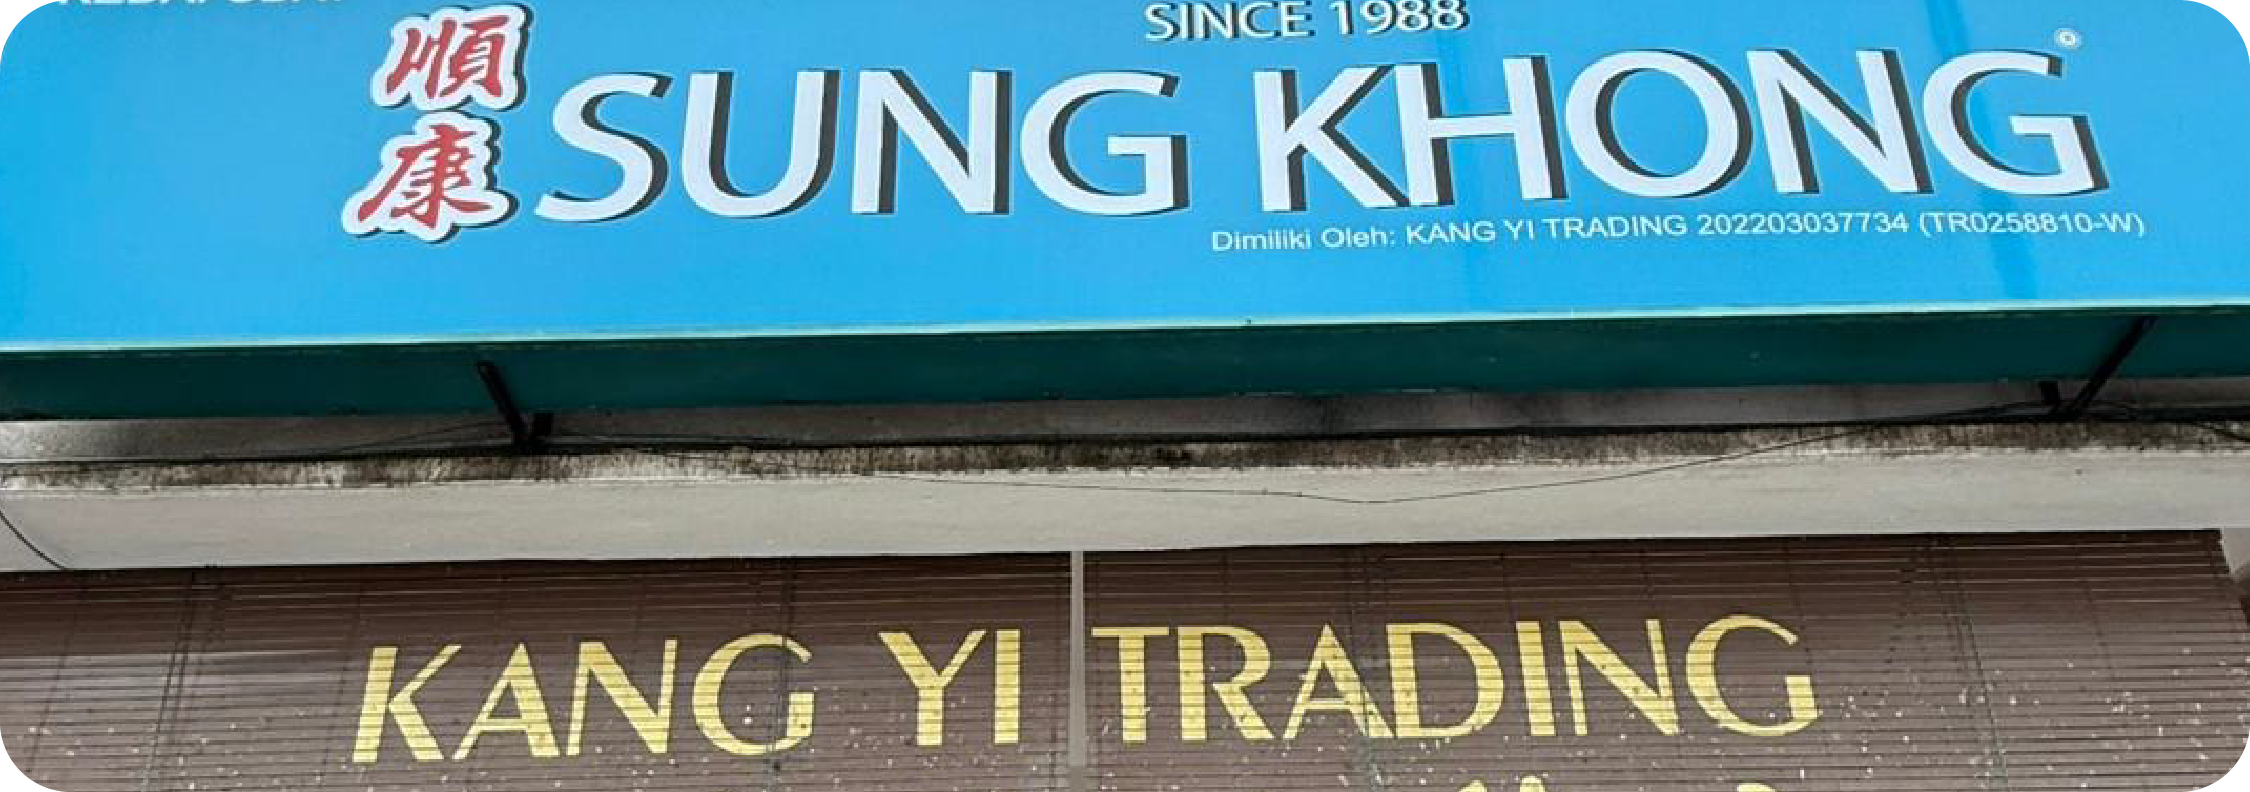 SINCE 1988
順康 SUNG KHONG
Dimiliki Oleh: KANG YI TRADING 202203037734 (TR0258810-W)
KANG YI TRADING